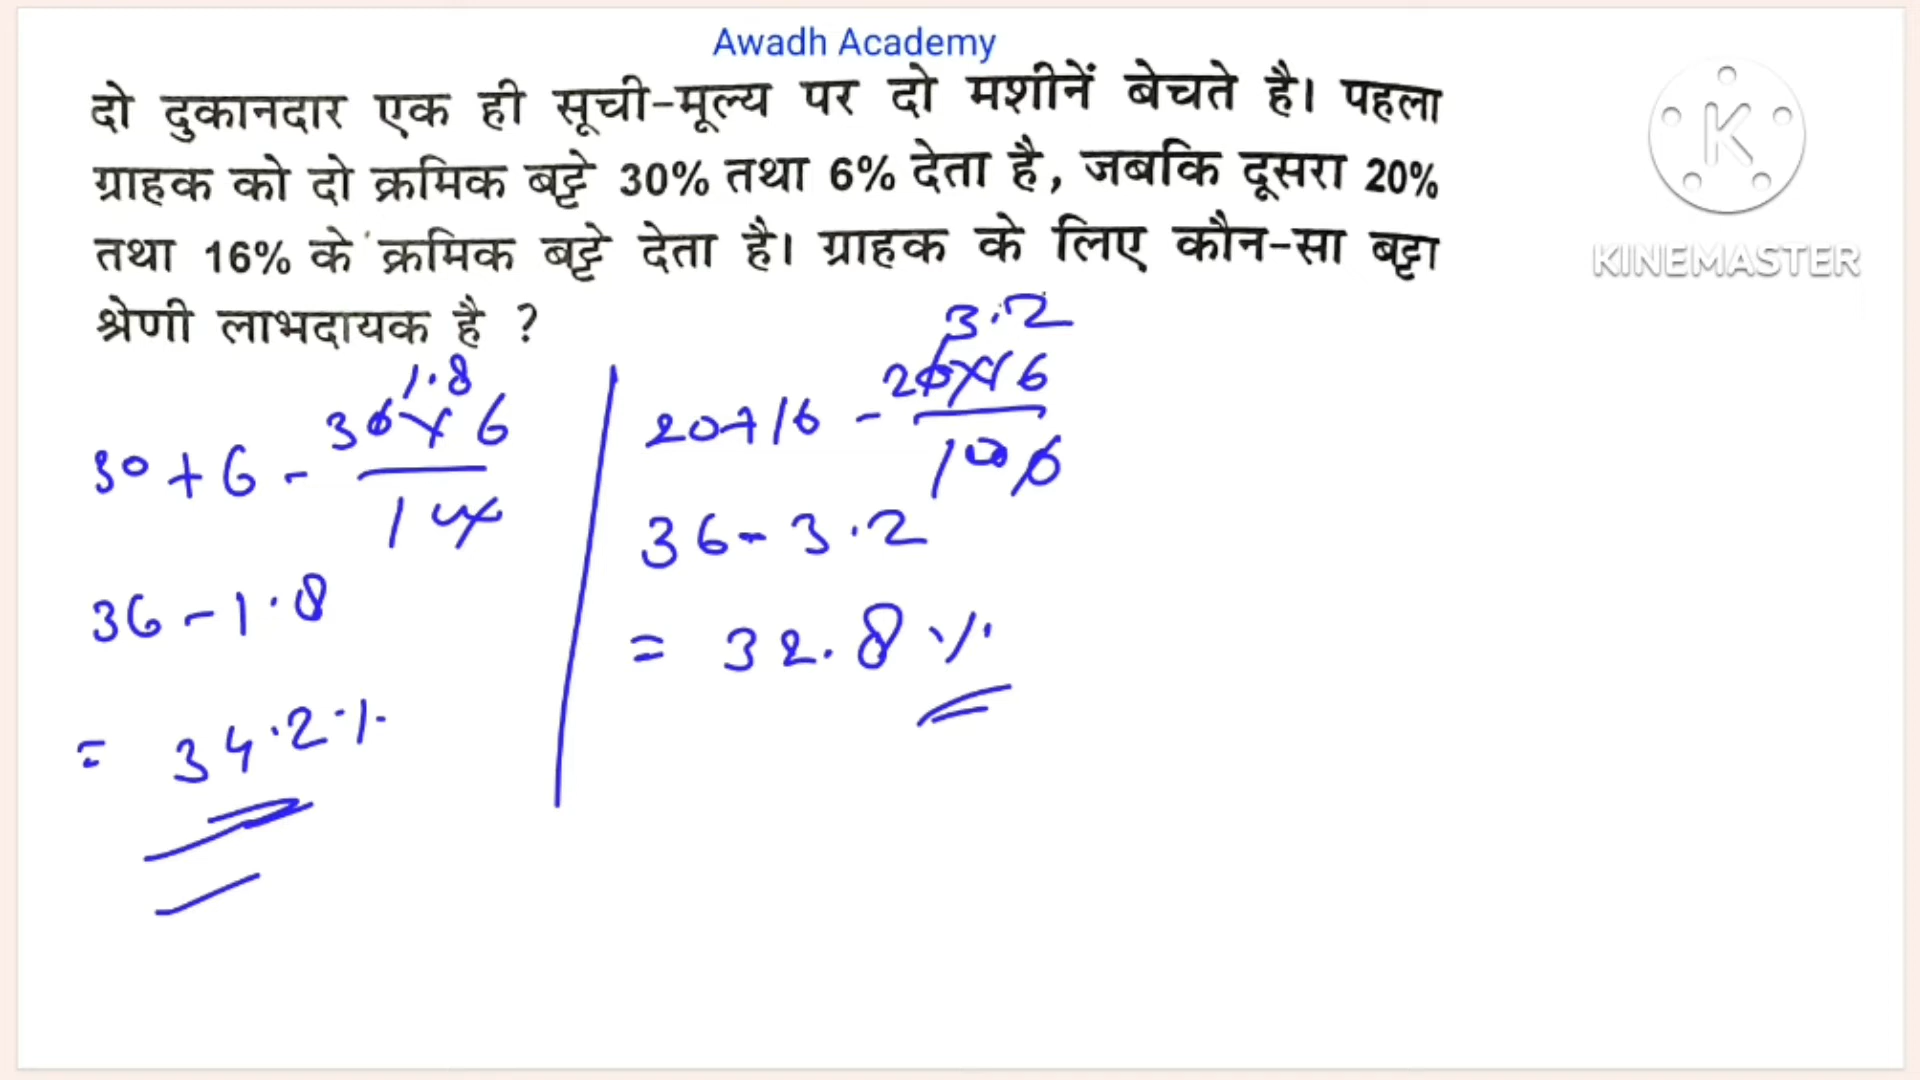 Awadh Academy
दो दुकानदार एक ही सूची-मूल्य पर दो मशीनें बेचते है। पहला
ग्राहक को दो क्रमिक बट्टे 30% तथा 6% देता है, जबकि दूसरा 20%
तथा 16% के क्रमिक बट्टे देता है। ग्राहक के लिए कौन-सा बट्टा
श्रेणी लाभदायक है ?
K
KINEMASTER
1.8
30+6 - 30×6
100
36-1.8
= 34.2%
3.2
20+16 - 20×16
100
36-3.2
= 32.8%